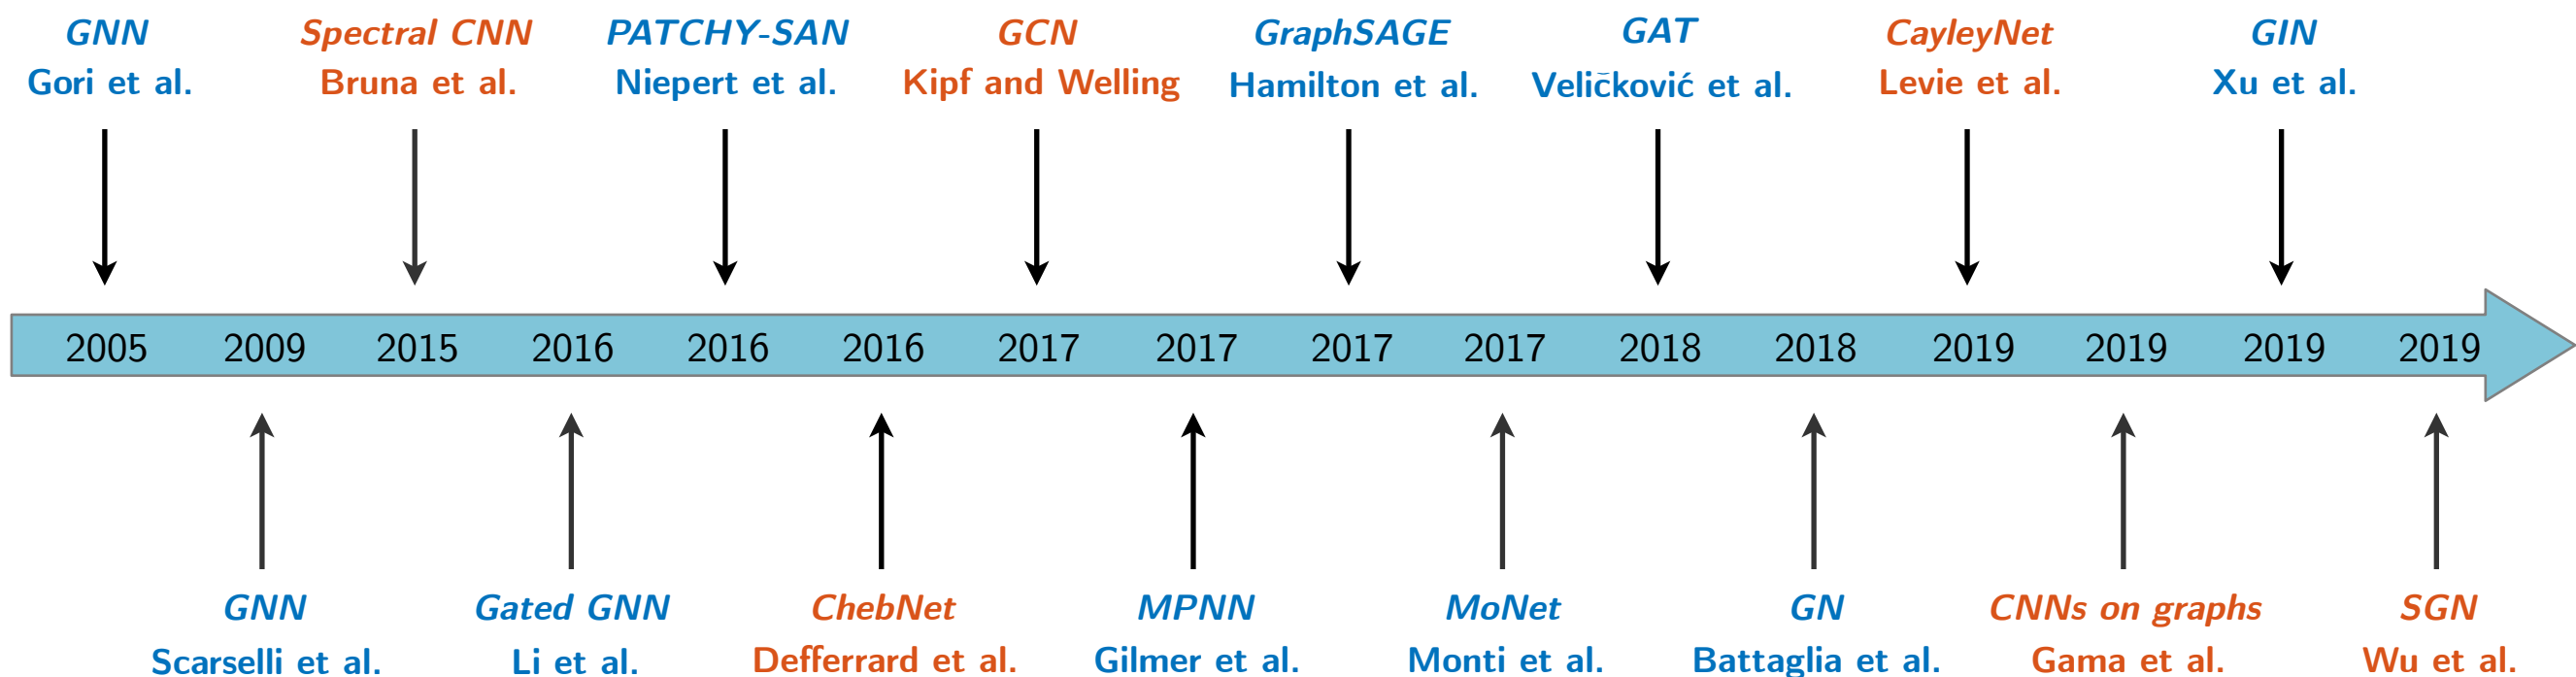 GNN
Gori et al.
Spectral CNN
Bruna et al.
PATCHY-SAN
Niepert et al.
GCN
Kipf and Welling
GraphSAGE
Hamilton et al.
GAT
Veličković et al.
CayleyNet
Levie et al.
GIN
Xu et al.
2005 2009 2015 2016 2016 2016 2017 2017 2017 2017 2018 2018 2019 2019 2019 2019
GNN
Scarselli et al.
Gated GNN
Li et al.
ChebNet
Defferrard et al.
MPNN
Gilmer et al.
MoNet
Monti et al.
GN
Battaglia et al.
CNNs on graphs
Gama et al.
SGN
Wu et al.